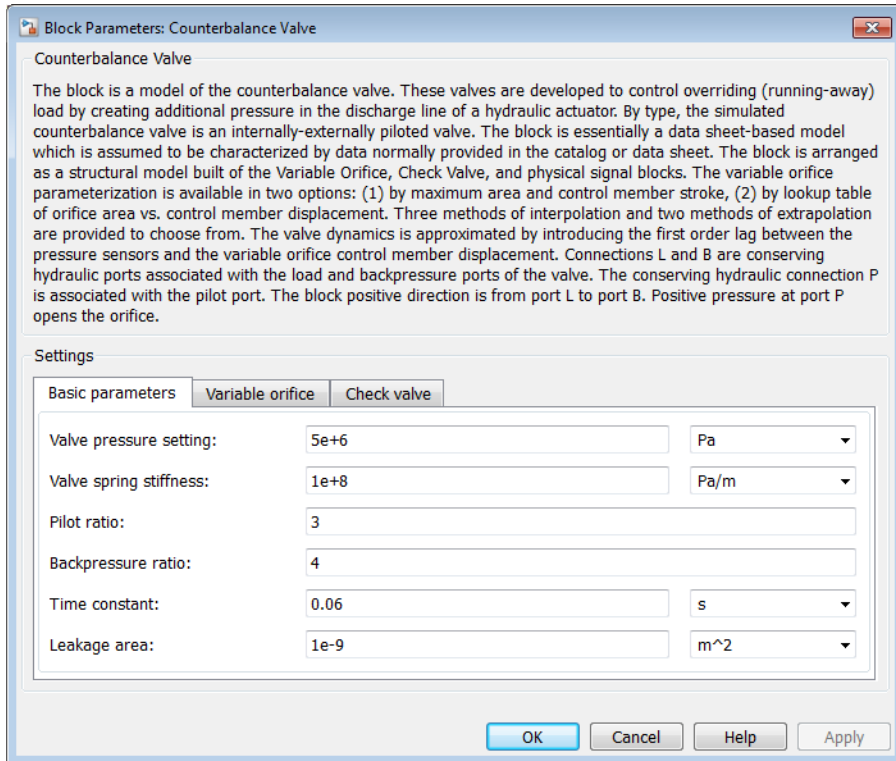 Block Parameters: Counterbalance Valve
Counterbalance Valve
The block is a model of the counterbalance valve. These valves are developed to control overriding (running-away)
load by creating additional pressure in the discharge line of a hydraulic actuator. By type, the simulated
counterbalance valve is an internally-externally piloted valve. The block is essentially a data sheet-based model
which is assumed to be characterized by data normally provided in the catalog or data sheet. The block is arranged
as a structural model built of the Variable Orifice, Check Valve, and physical signal blocks. The variable orifice
parameterization is available in two options: (1) by maximum area and control member stroke, (2) by lookup table
of orifice area vs. control member displacement. Three methods of interpolation and two methods of extrapolation
are provided to choose from. The valve dynamics is approximated by introducing the first order lag between the
pressure sensors and the variable orifice control member displacement. Connections L and B are conserving
hydraulic ports associated with the load and backpressure ports of the valve. The conserving hydraulic connection P
is associated with the pilot port. The block positive direction is from port L to port B. Positive pressure at port P
opens the orifice.
Settings
Basic parameters Variable orifice Check valve
Valve pressure setting: 5e+6 Pa
Valve spring stiffness: 1e+8 Pa/m
Pilot ratio: 3
Backpressure ratio: 4
Time constant: 0.06 s
Leakage area: 1e-9 m^2
OK Cancel Help Apply